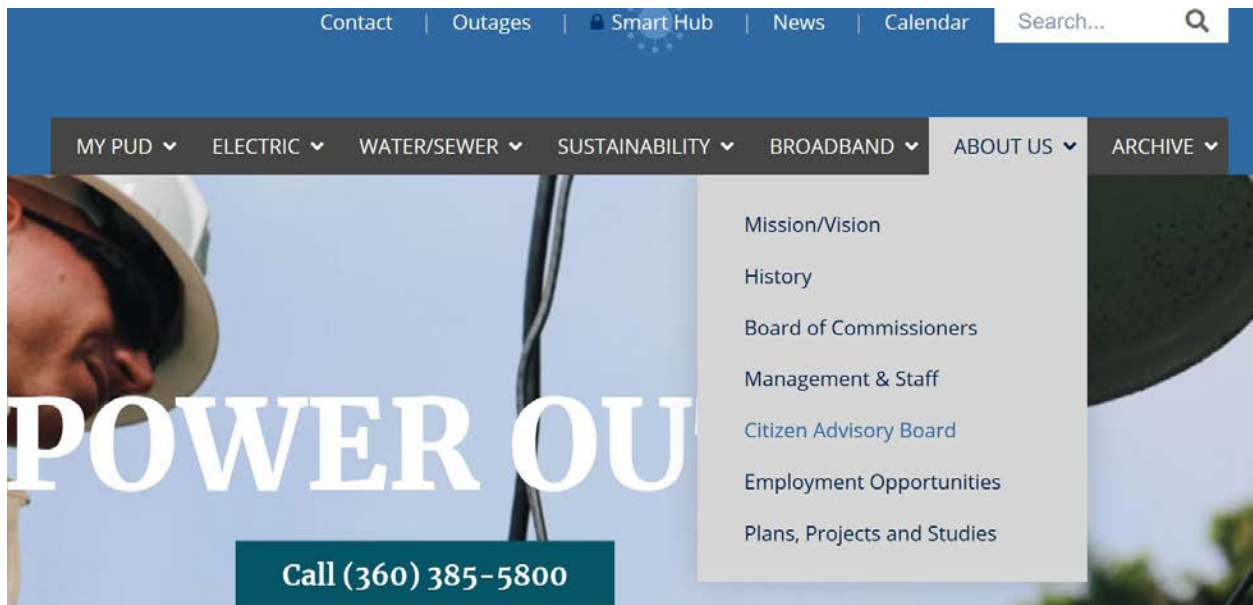 Contact | Outages | Smart Hub | News | Calendar Search...
MY PUD ELECTRIC WATER/SEWER SUSTAINABILITY BROADBAND ABOUT US ARCHIVE
Mission/Vision
History
Board of Commissioners
Management & Staff
Citizen Advisory Board
Employment Opportunities
Plans, Projects and Studies
POWER OU
Call (360) 385-5800